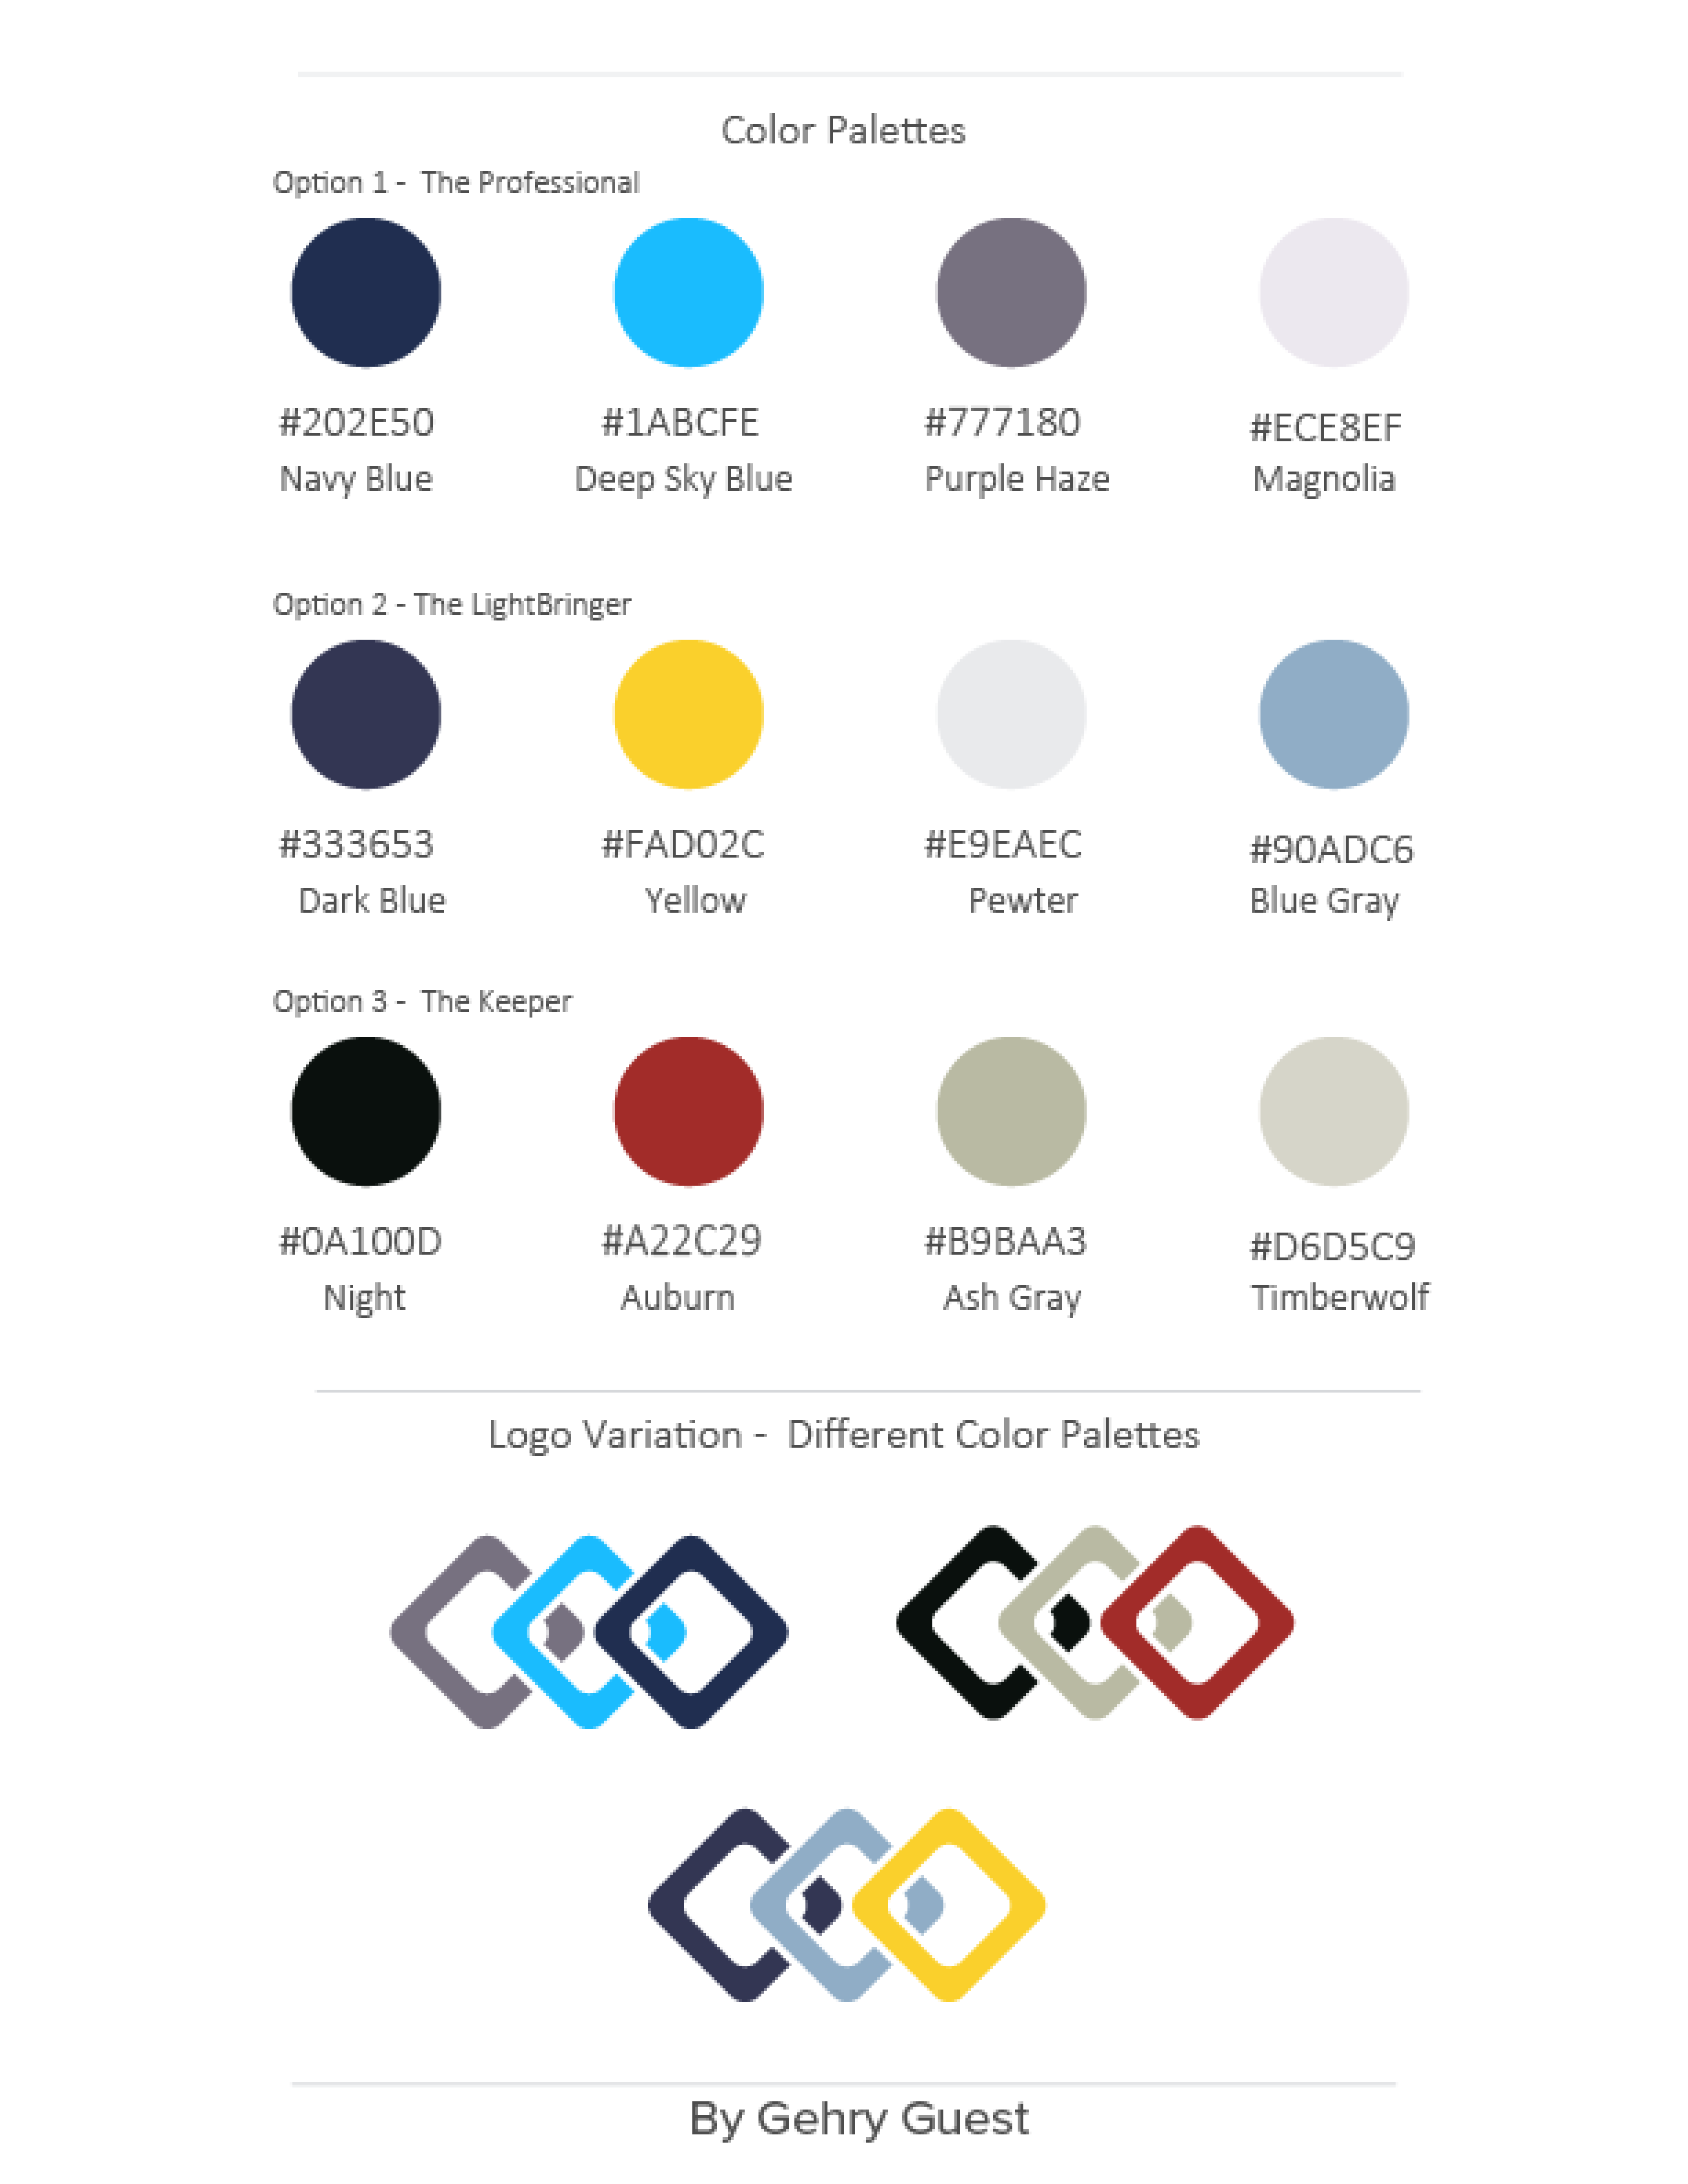 Color Palettes
Option 1 -  The Professional
#202E50 #1ABCFE #777180 #ECE8EF
Navy Blue Deep Sky Blue Purple Haze Magnolia
Option 2 - The LightBringer
#333653 #FAD02C #E9EAEC #90ADC6
Dark Blue Yellow Pewter Blue Gray
Option 3 -  The Keeper
#0A100D #A22C29 #B9BAA3 #D6D5C9
Night Auburn Ash Gray Timberwolf
Logo Variation -  Different Color Palettes
By Gehry Guest